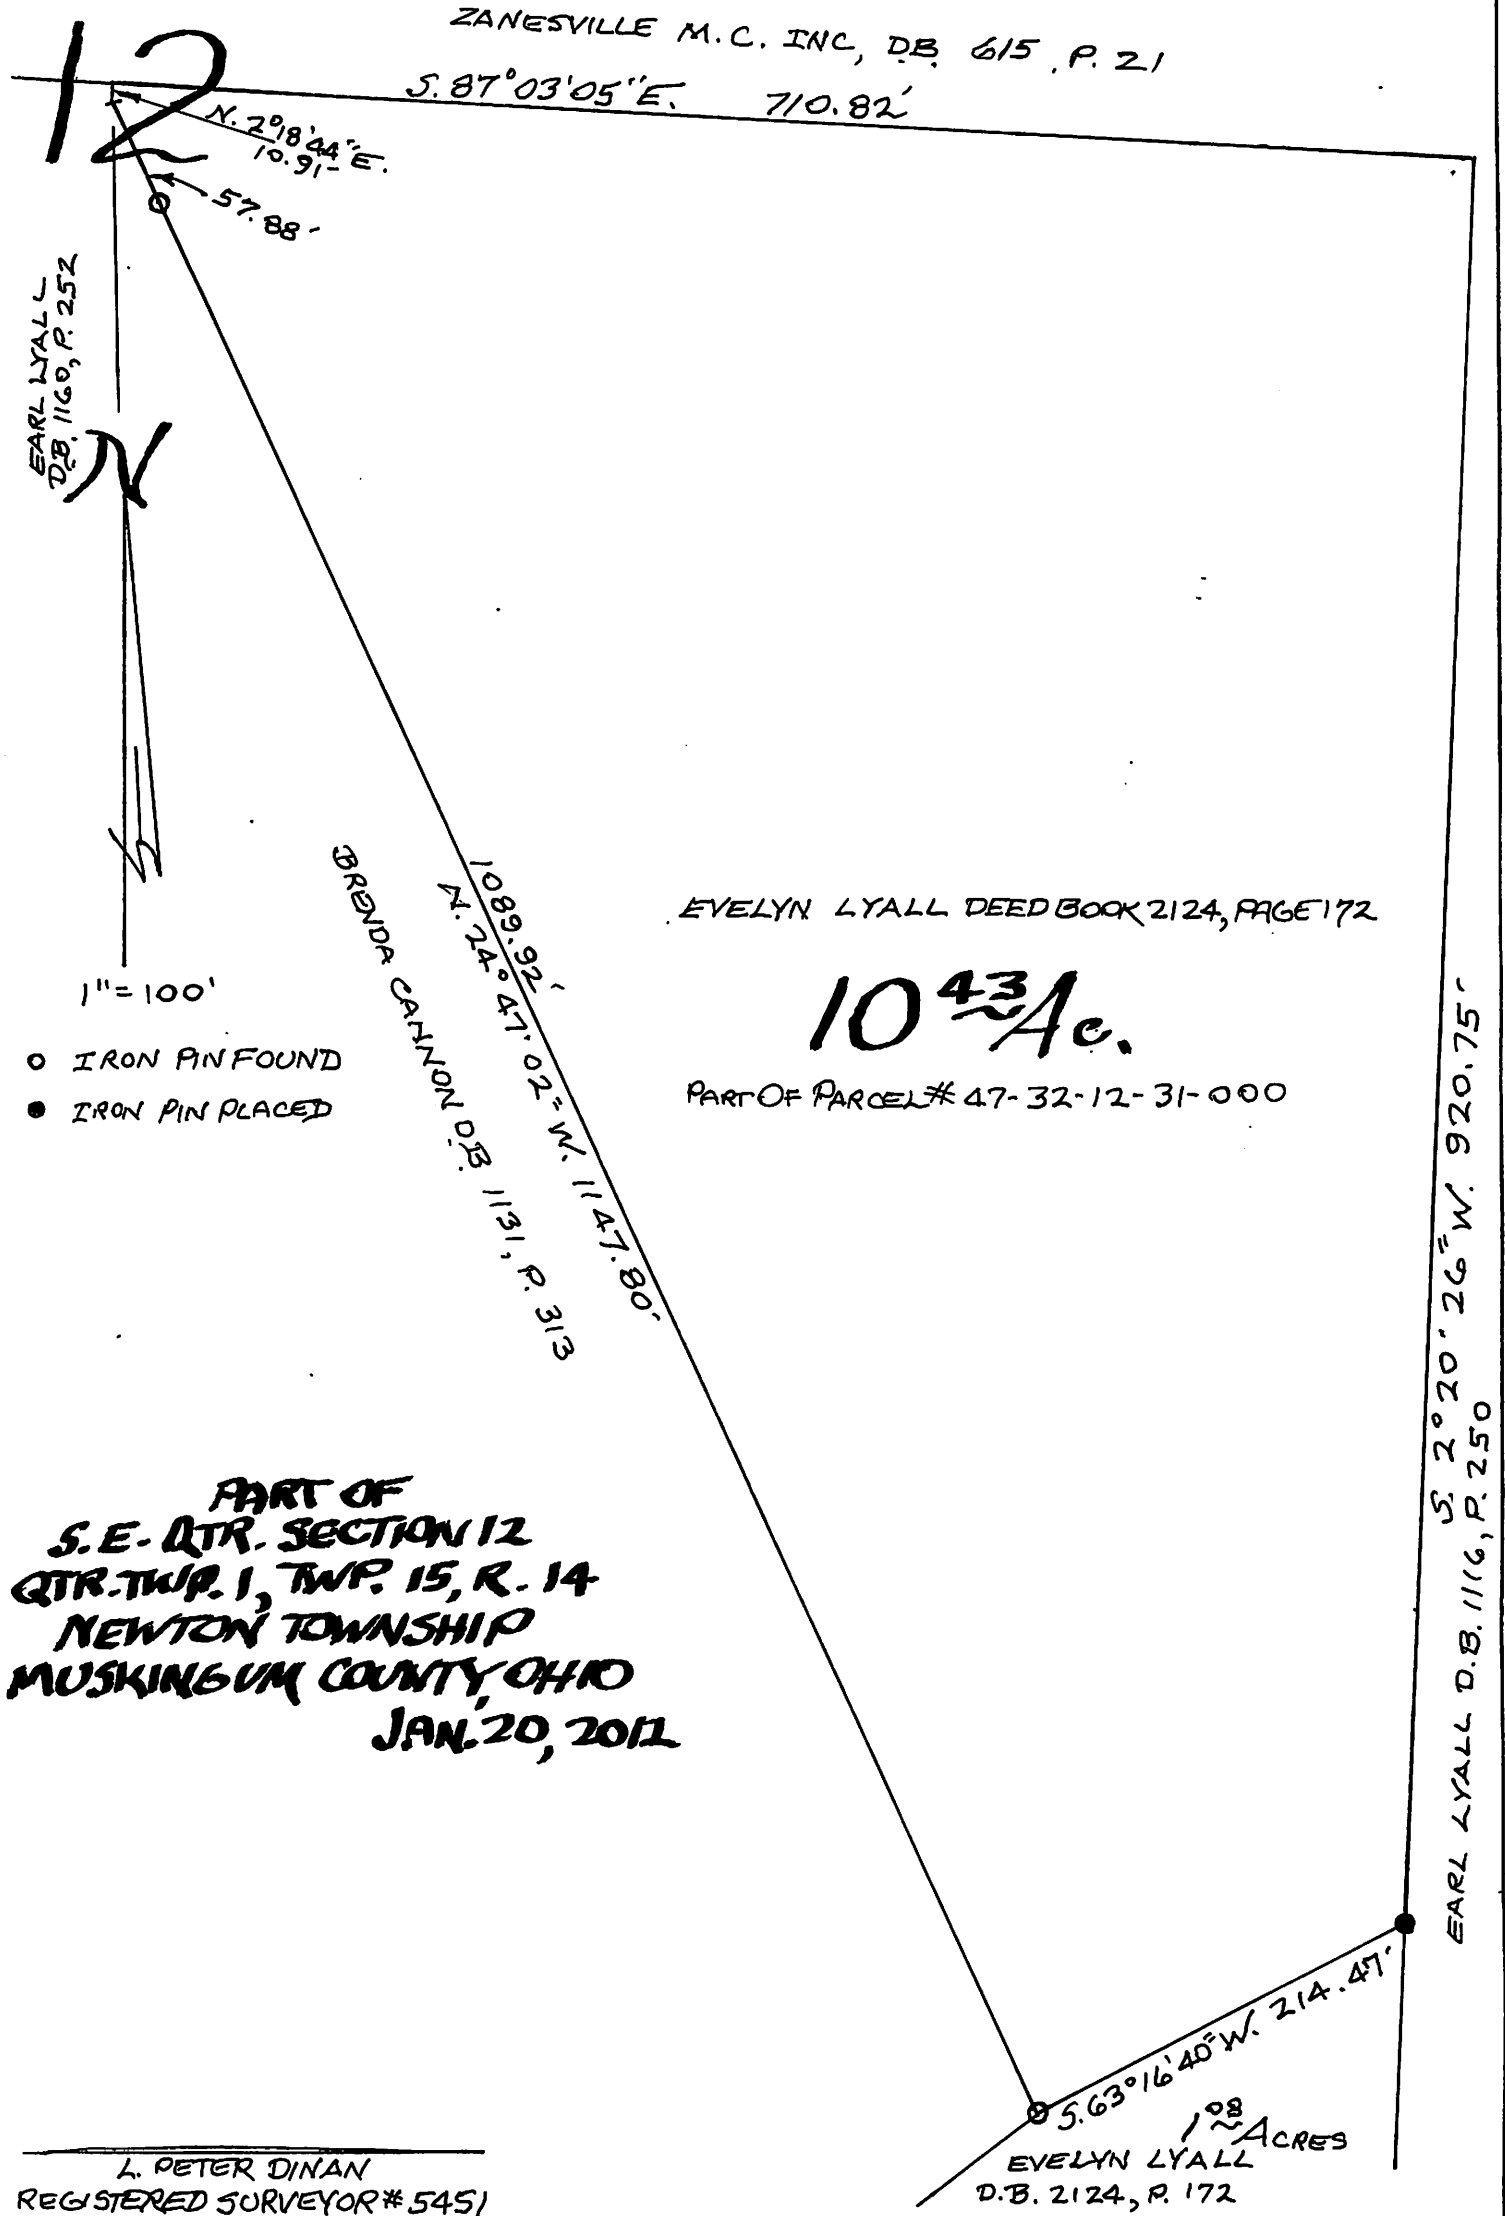 ZANESVILLE M.C. INC, D.B. 615, P. 21
12
S. 87°03'05"E. 710.82'
N. 2°18'44"E.
10.91'
57.88'
EARL LYALL
D.B. 1160, P. 252
N
1"=100'
O IRON PIN FOUND
● IRON PIN PLACED
BRENDA CANNON D.B. 1131, P. 313
1089.92'
N. 24° 47' 02" W. 1147.80'
EVELYN LYALL DEED BOOK 2124, PAGE 172
10 43 Ac.
PART OF PARCEL# 47-32-12-31-000
S. 2° 20' 26" W. 920.75'
EARL LYALL D.B. 1116, P. 250
PART OF
S.E. QTR. SECTION 12
QTR. TWP. 1, TWP. 15, R. 14
NEWTON TOWNSHIP
MUSKINGUM COUNTY, OHIO
JAN. 20, 2012
S. 63°16'40" W. 214.47'
1 08 ACRES
EVELYN LYALL
D.B. 2124, P. 172
L. PETER DINAN
REGISTERED SURVEYOR # 5451